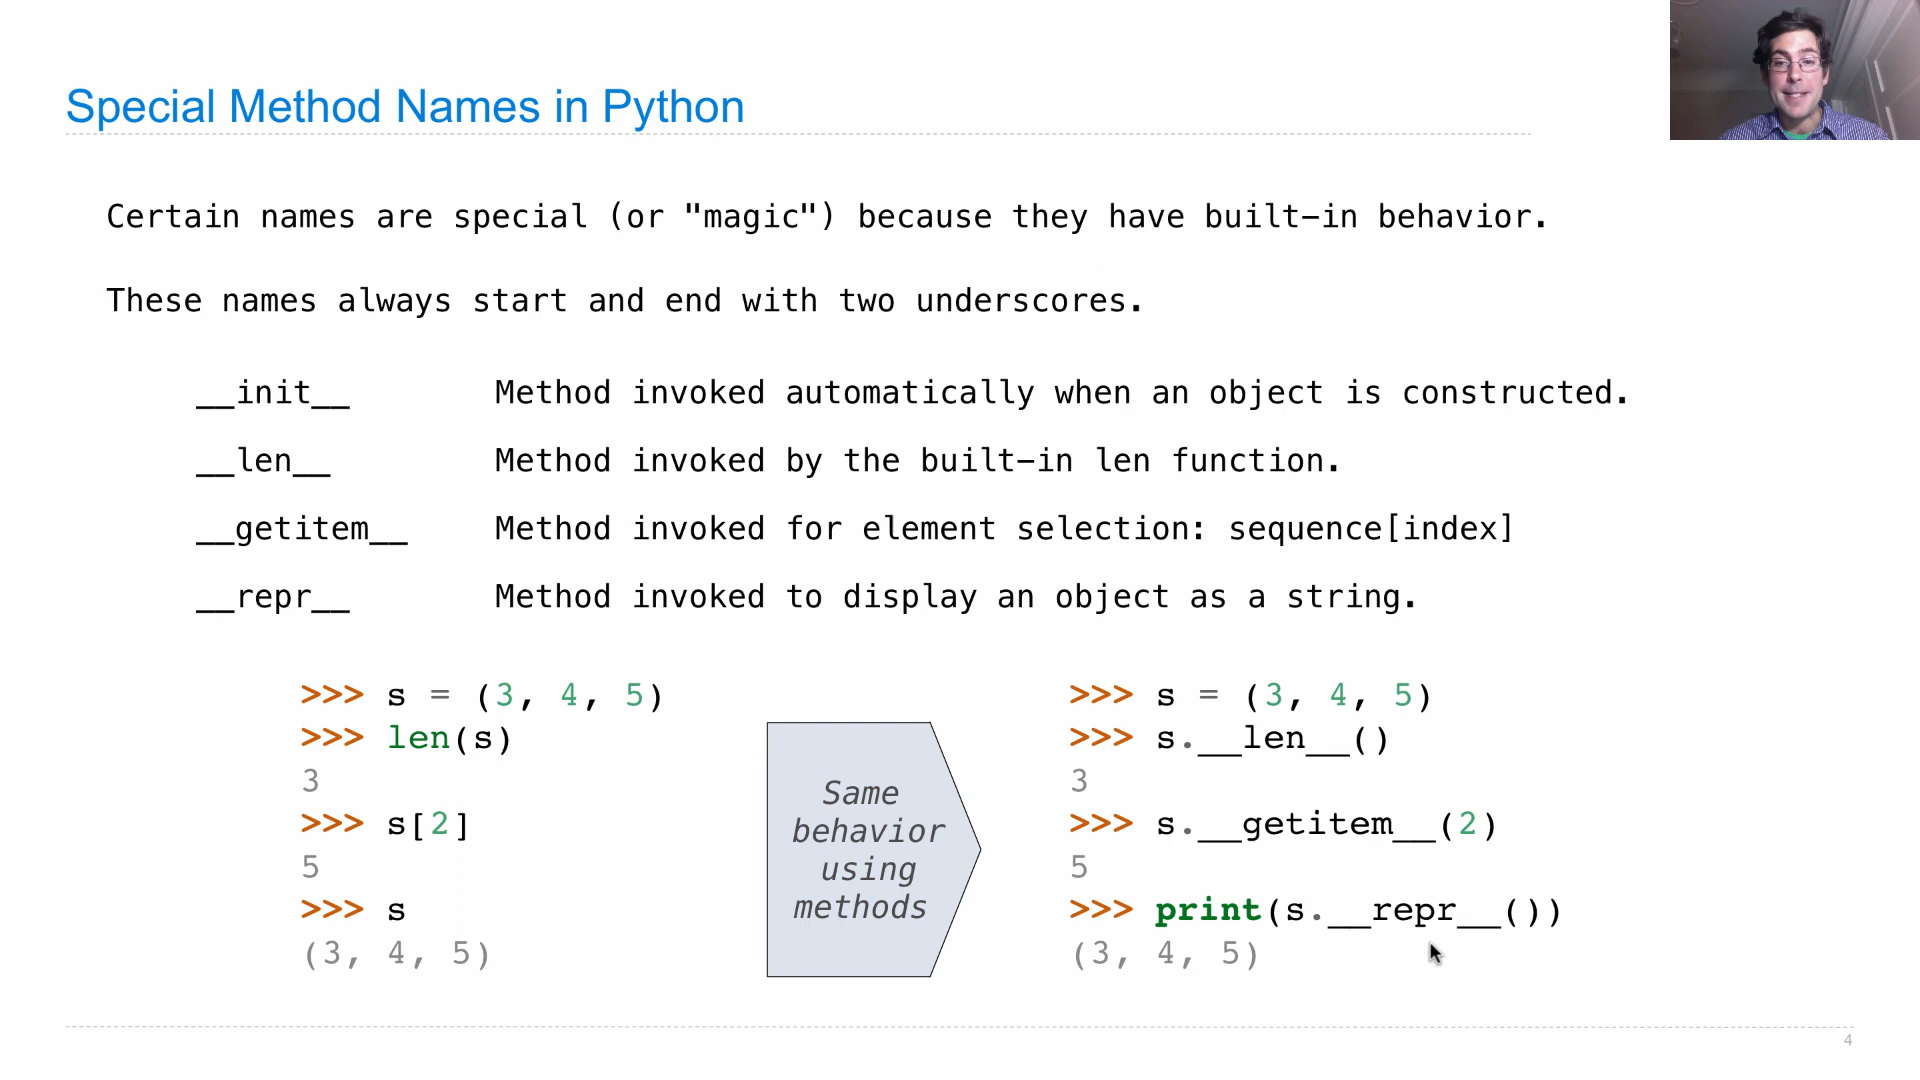 Special Method Names in Python
Certain names are special (or "magic") because they have built-in behavior.
These names always start and end with two underscores.
__init__ Method invoked automatically when an object is constructed.
__len__ Method invoked by the built-in len function.
__getitem__ Method invoked for element selection: sequence[index]
__repr__ Method invoked to display an object as a string.
>>> s = (3, 4, 5)
>>> len(s)
3
>>> s[2]
5
>>> s
(3, 4, 5)
Same
behavior
using
methods
>>> s = (3, 4, 5)
>>> s.__len__()
3
>>> s.__getitem__(2)
5
>>> print(s.__repr__())
(3, 4, 5)
4